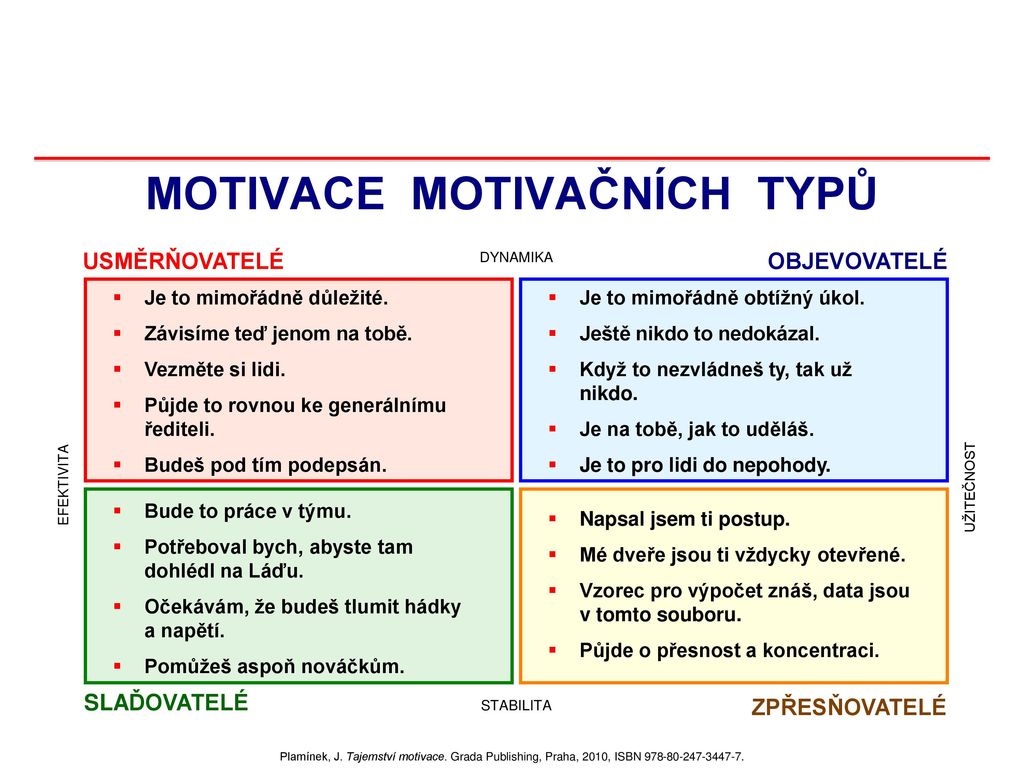 MOTIVACE MOTIVAČNÍCH TYPŮ
USMĚRŇOVATELÉ
DYNAMIKA
OBJEVOVATELÉ
▪ Je to mimořádně důležité.
▪ Závisíme teď jenom na tobě.
▪ Vezměte si lidi.
▪ Půjde to rovnou ke generálnímu
řediteli.
▪ Budeš pod tím podepsán.
▪ Je to mimořádně obtížný úkol.
▪ Ještě nikdo to nedokázal.
▪ Když to nezvládneš ty, tak už
nikdo.
▪ Je na tobě, jak to uděláš.
▪ Je to pro lidi do nepohody.
EFEKTIVITA
UŽITEČNOST
▪ Bude to práce v týmu.
▪ Potřeboval bych, abyste tam
dohlédl na Láďu.
▪ Očekávám, že budeš tlumit hádky
a napětí.
▪ Pomůžeš aspoň nováčkům.
▪ Napsal jsem ti postup.
▪ Mé dveře jsou ti vždycky otevřené.
▪ Vzorec pro výpočet znáš, data jsou
v tomto souboru.
▪ Půjde o přesnost a koncentraci.
SLAĎOVATELÉ
STABILITA
ZPŘESŇOVATELÉ
Plamínek, J. Tajemství motivace. Grada Publishing, Praha, 2010, ISBN 978-80-247-3447-7.